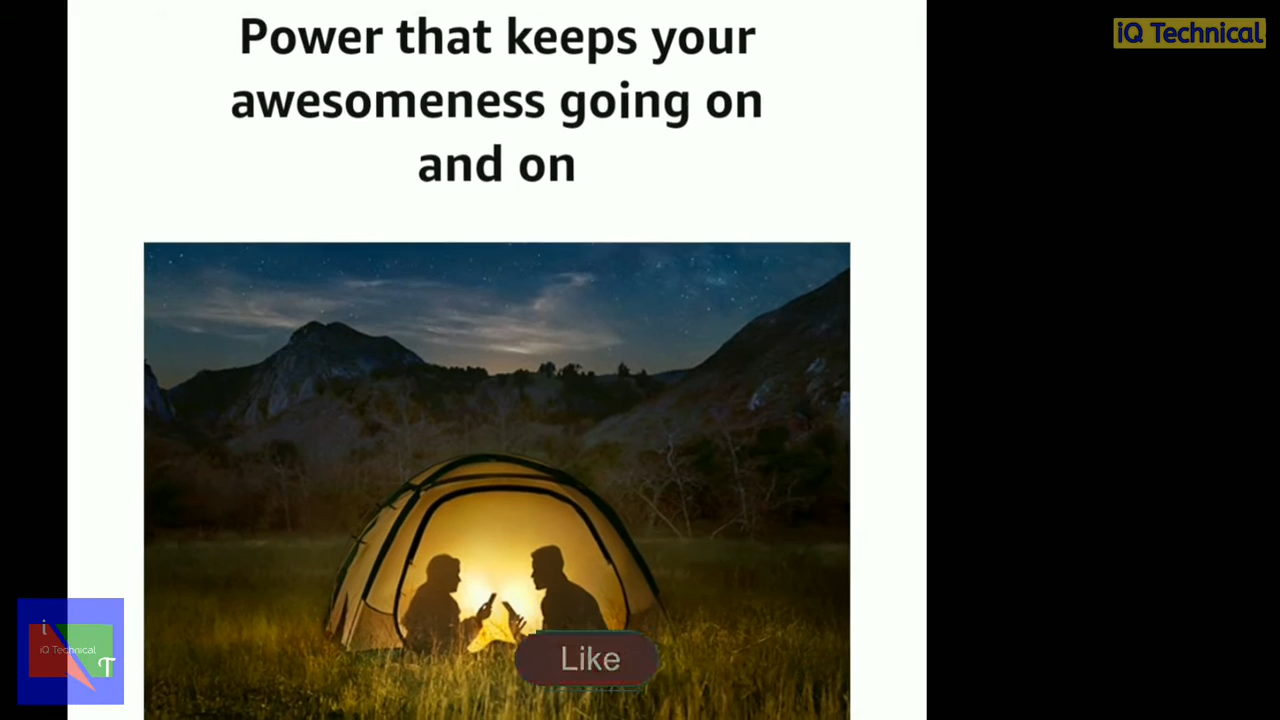 Power that keeps your
awesomeness going on
and on
iQ Technical
i
iQ Technical
T
Like